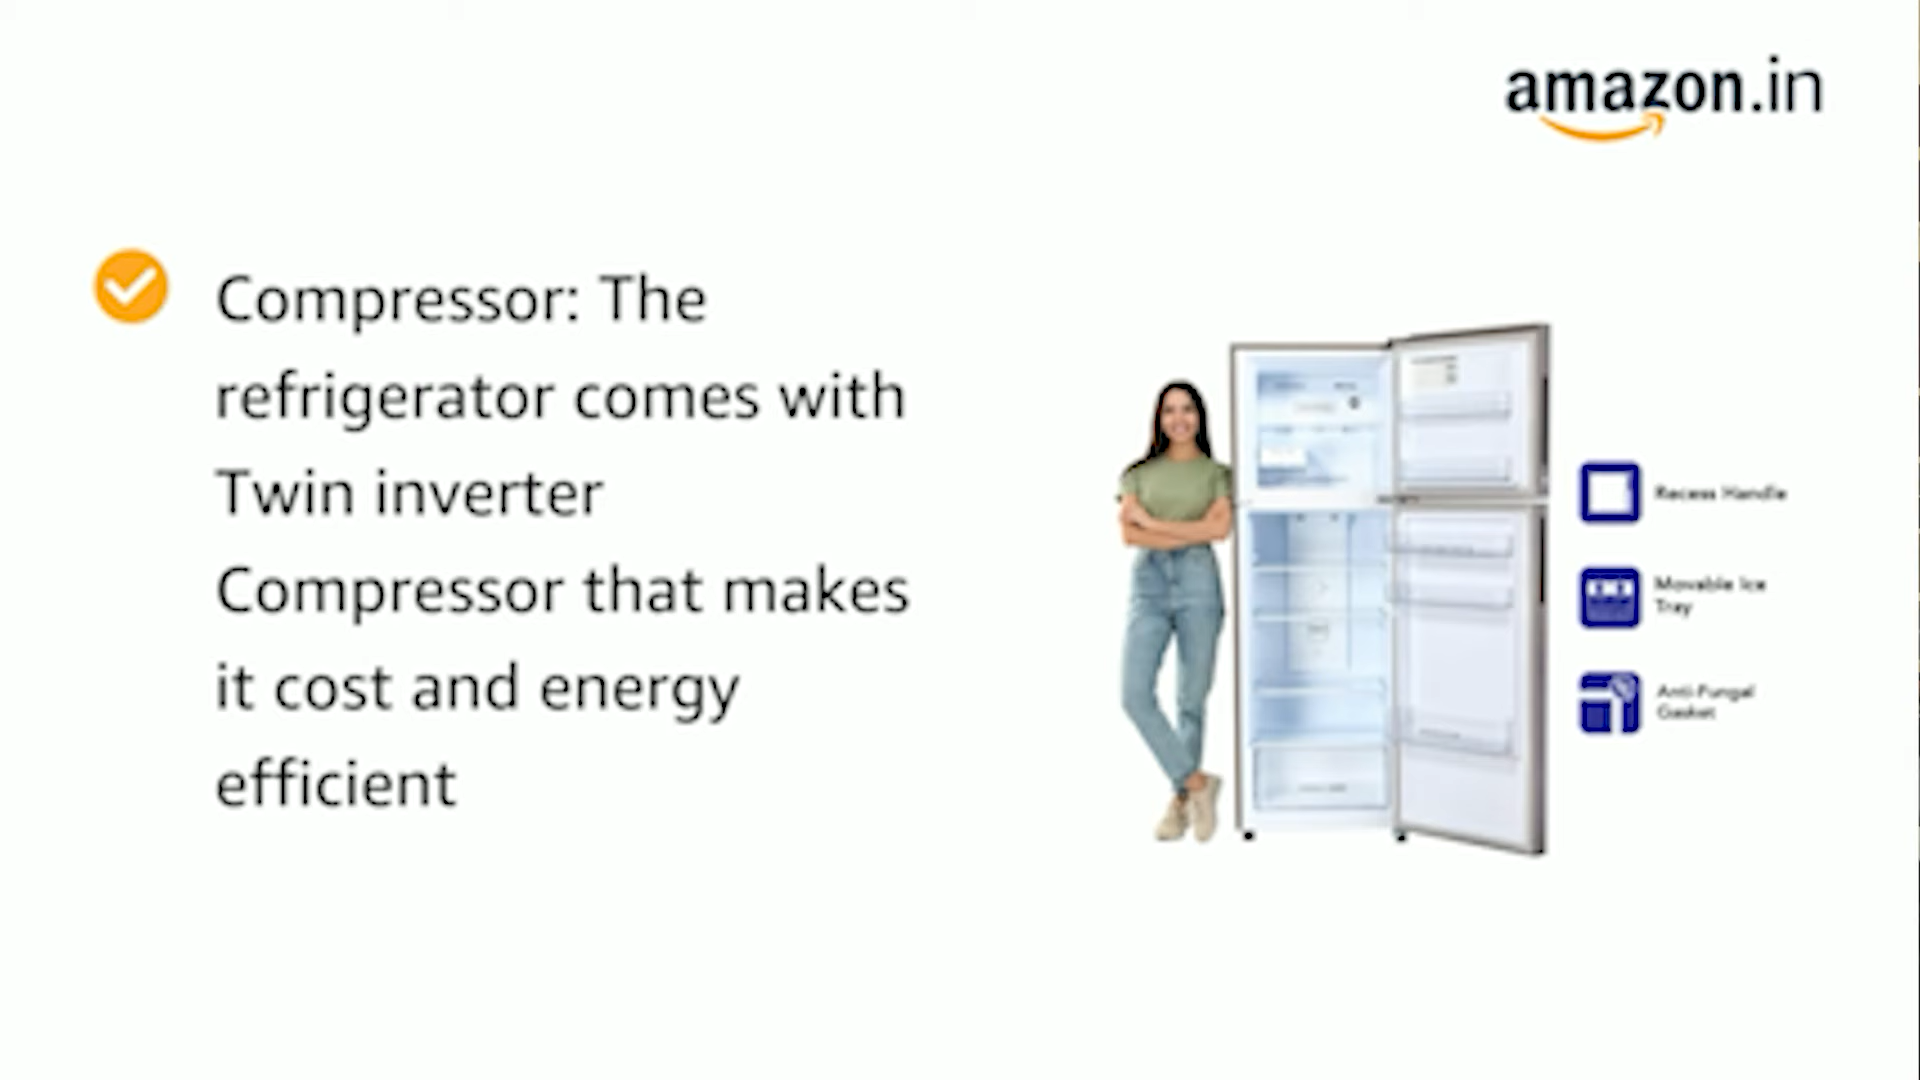 amazon.in
Compressor: The
refrigerator comes with
Twin inverter
Compressor that makes
it cost and energy
efficient
Recess Handle
Movable Ice
Tray
Anti-Fungal
Gasket